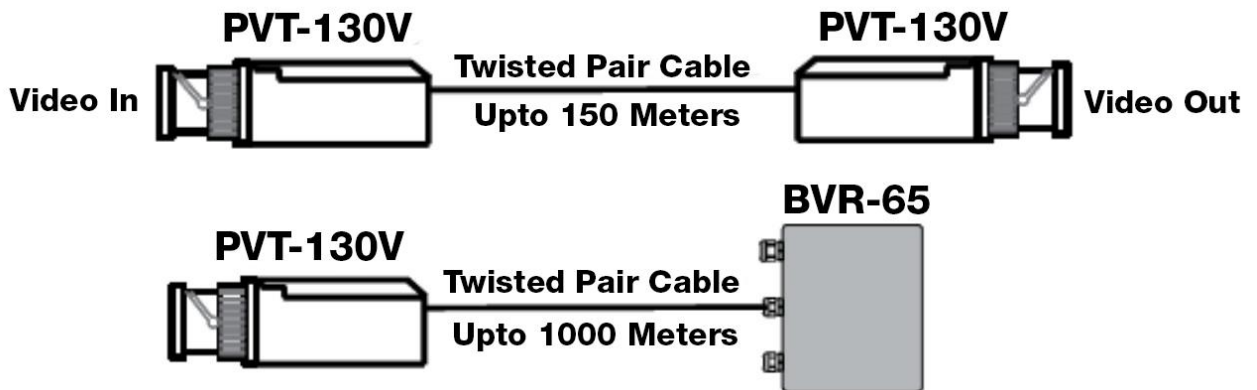 PVT-130V
PVT-130V
Video In
Twisted Pair Cable
Upto 150 Meters
Video Out
BVR-65
PVT-130V
Twisted Pair Cable
Upto 1000 Meters